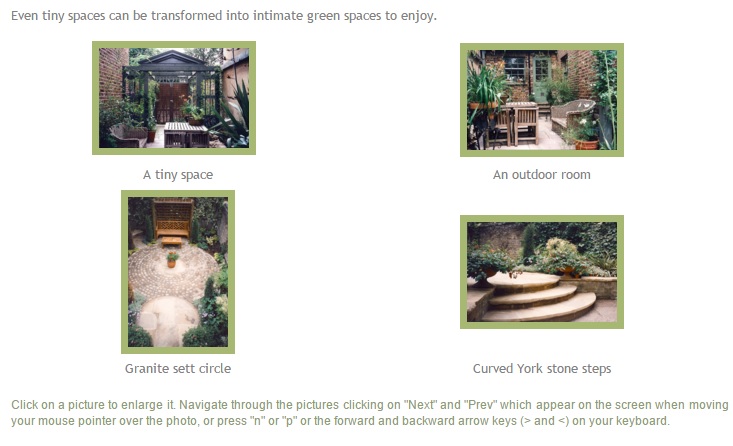 Even tiny spaces can be transformed into intimate green spaces to enjoy.
A tiny space
An outdoor room
Granite sett circle
Curved York stone steps
Click on a picture to enlarge it. Navigate through the pictures clicking on "Next" and "Prev" which appear on the screen when moving
your mouse pointer over the photo, or press "n" or "p" or the forward and backward arrow keys (> and <) on your keyboard.